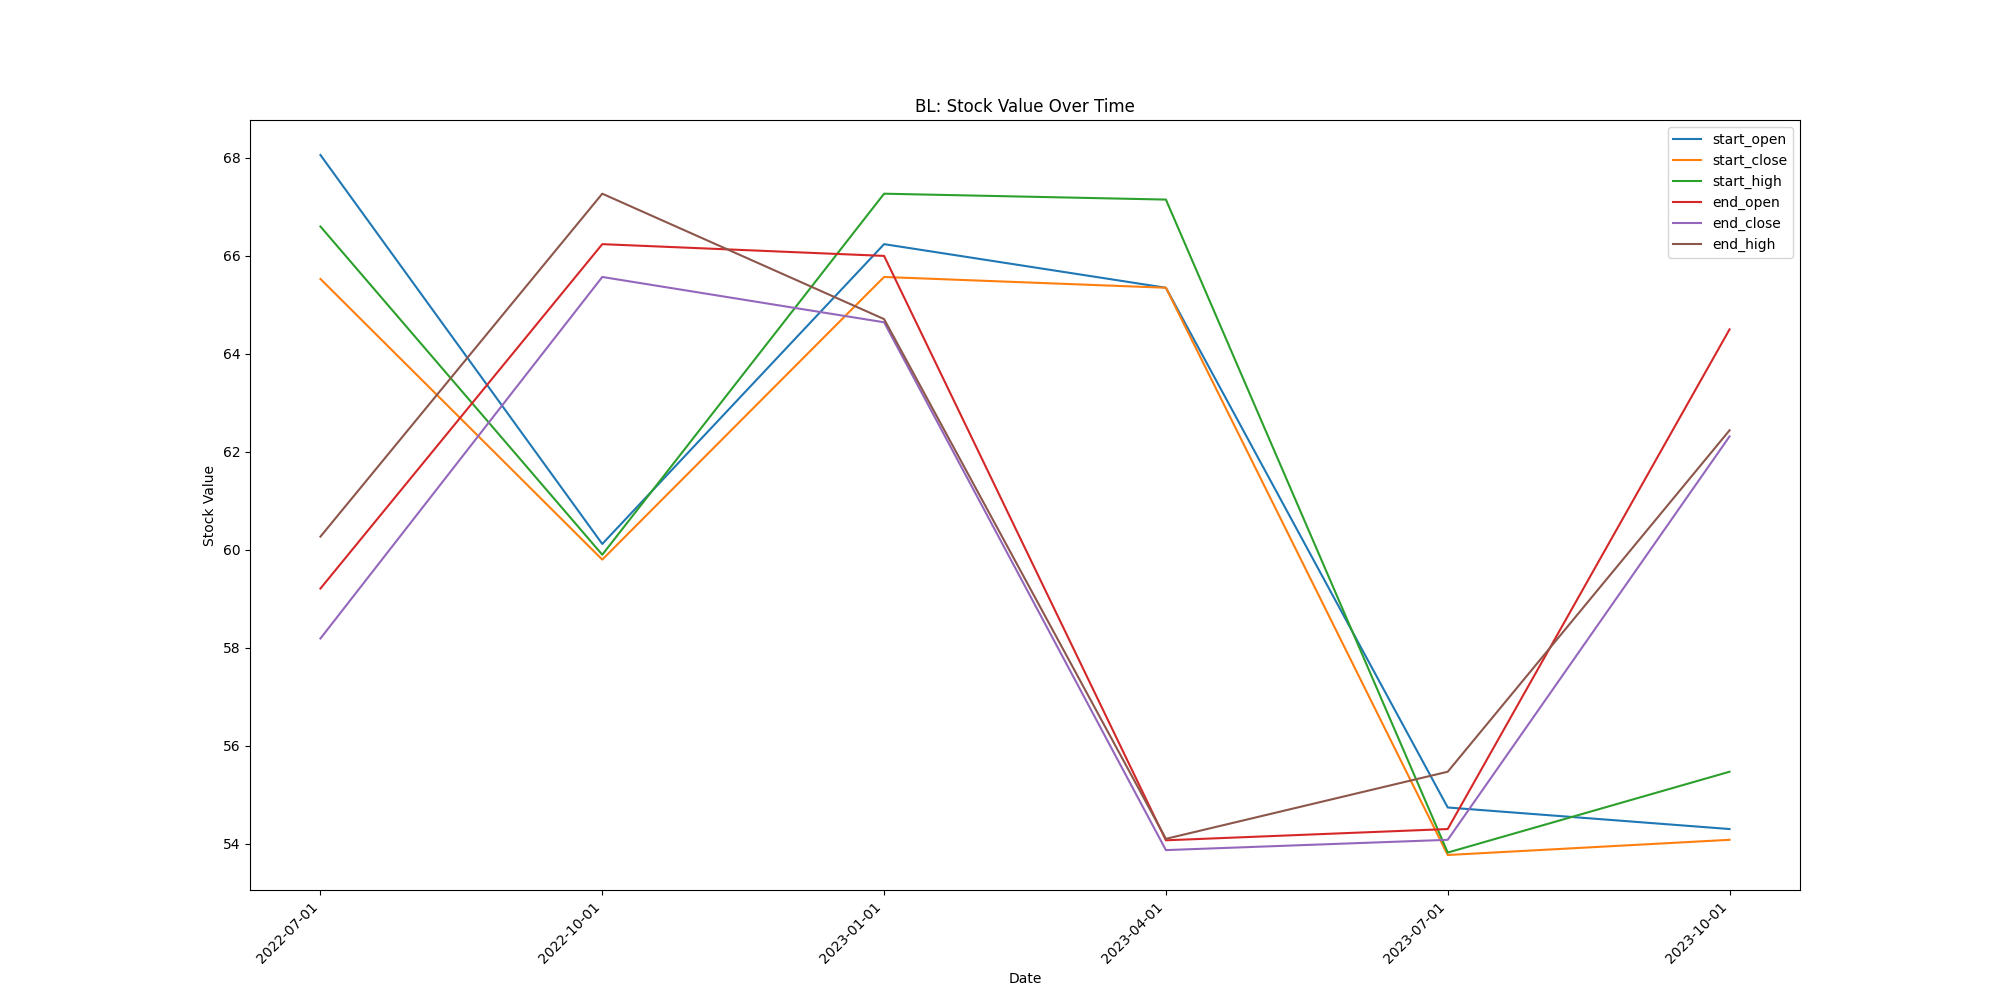 BL: Stock Value Over Time
start_open
start_close
start_high
end_open
end_close
end_high
Stock Value
68
66
64
62
60
58
56
54
2022-07-01
2022-10-01
2023-01-01
2023-04-01
2023-07-01
2023-10-01
Date